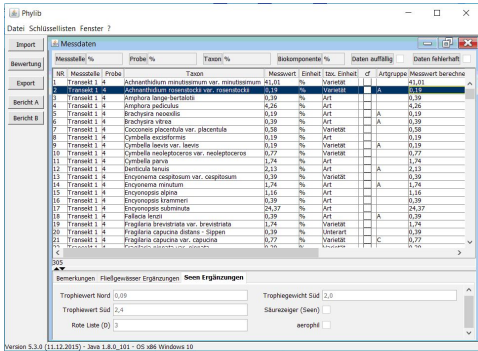 Phylib
Datei Schlüssellisten Fenster ?
Import
Bewertung
Export
Bericht A
Bericht B
Messdaten
Messstelle % Probe % Taxon % Biokomponente % Daten auffällig Daten fehlerhaft
NR Messstelle Probe Taxon Messwert Einheit tax. Einheit cf Artgruppe Messwert berechne
1 Transekt 1 4 Achnanthidium minutissimum var. minutissimum 41,01 % Varietät 41,01
2 Transekt 1 4 Achnanthidium rosenstockii var. rosenstockii 0,19 % Varietät A 0,19
3 Transekt 1 4 Amphora lange-bertalotii 0,39 % Art 0,39
4 Transekt 1 4 Amphora pediculus 4,26 % Art 4,26
5 Transekt 1 4 Brachysira neoexilis 0,19 % Art A 0,19
6 Transekt 1 4 Brachysira vitrea 0,39 % Art A 0,39
7 Transekt 1 4 Cocconeis placentula var. placentula 0,58 % Varietät 0,58
8 Transekt 1 4 Cymbella excisiformis 0,19 % Art 0,19
9 Transekt 1 4 Cymbella laevis var. laevis 0,19 % Varietät A 0,19
10 Transekt 1 4 Cymbella neoleptoceros var. neoleptoceros 0,77 % Varietät 0,77
11 Transekt 1 4 Cymbella parva 1,74 % Art 1,74
12 Transekt 1 4 Denticula tenuis 2,13 % Art A 2,13
13 Transekt 1 4 Encyonema cespitosum var. cespitosum 0,39 % Varietät 0,39
14 Transekt 1 4 Encyonema minutum 1,74 % Art A 1,74
15 Transekt 1 4 Encyonopsis alpina 1,16 % Art 1,16
16 Transekt 1 4 Encyonopsis krammeri 0,39 % Art 0,39
17 Transekt 1 4 Encyonopsis subminuta 24,37 % Art 24,37
18 Transekt 1 4 Fallacia lenzii 0,39 % Art A 0,39
19 Transekt 1 4 Fragilaria brevistriata var. brevistriata 1,74 % Varietät 1,74
20 Transekt 1 4 Fragilaria capucina distans - Sippen 0,39 % Unterart 0,39
21 Transekt 1 4 Fragilaria capucina var. capucina 0,77 % Varietät C 0,77
305
Bemerkungen Fließgewässer Ergänzungen Seen Ergänzungen
Trophiewert Nord 0,09 Trophiegewicht Süd 2,0
Trophiewert Süd 2,4 Säurezeiger (Seen)
Rote Liste (D) 3 aerophil
Version 5.3.0 (11.12.2015) - Java 1.8.0_101 - OS x86 Windows 10